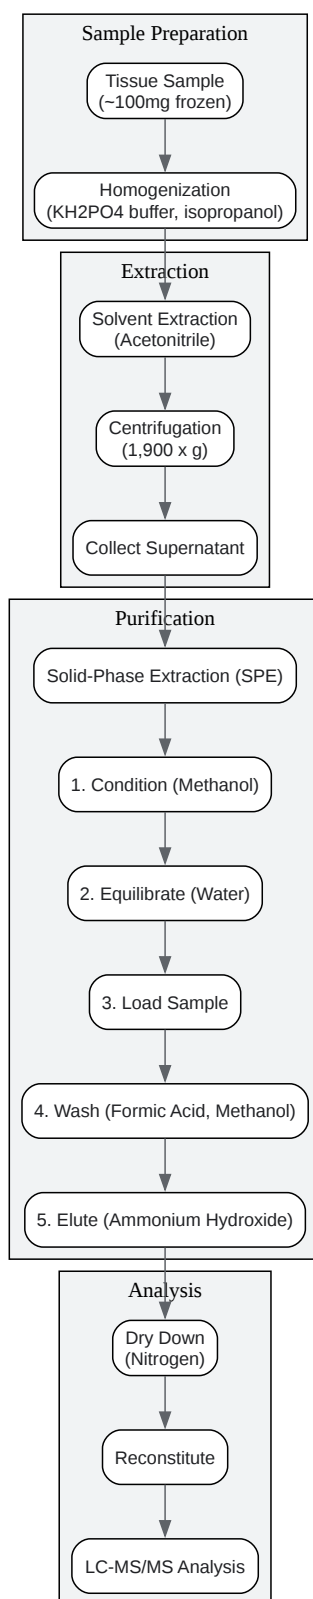 Sample Preparation
Tissue Sample
(~100mg frozen)
Homogenization
(KH2PO4 buffer, isopropanol)
Extraction
Solvent Extraction
(Acetonitrile)
Centrifugation
(1,900 x g)
Collect Supernatant
Purification
Solid-Phase Extraction (SPE)
1. Condition (Methanol)
2. Equilibrate (Water)
3. Load Sample
4. Wash (Formic Acid, Methanol)
5. Elute (Ammonium Hydroxide)
Analysis
Dry Down
(Nitrogen)
Reconstitute
LC-MS/MS Analysis